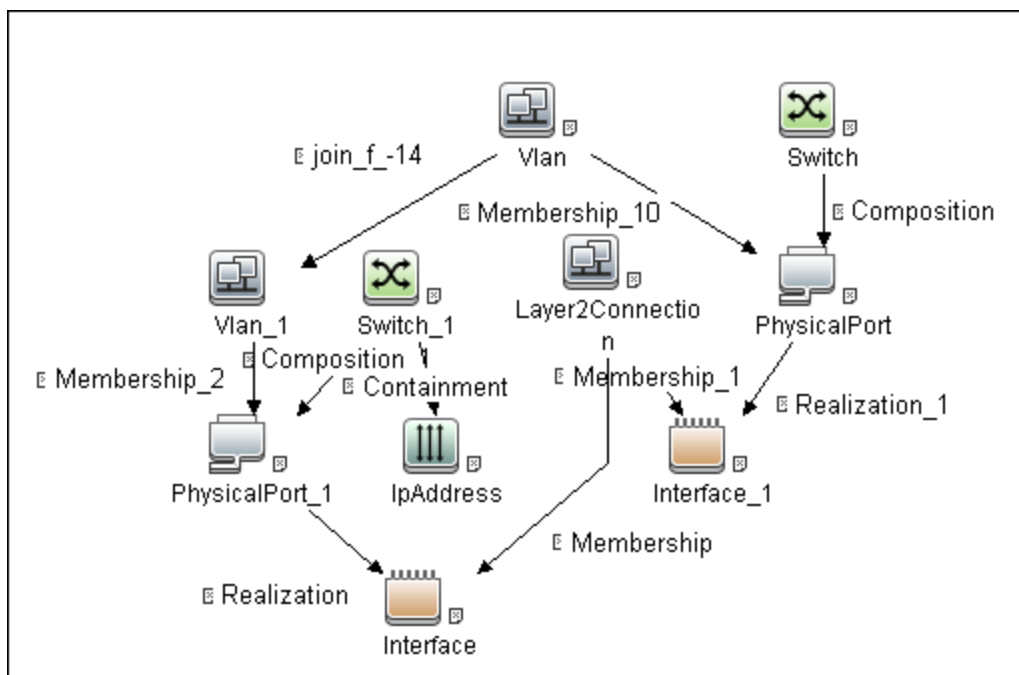 join_f_-14
Vlan
Switch
Membership_10
Composition
Vlan_1
Switch_1
Layer2Connectio
n
PhysicalPort
Membership_2
Composition
1
Containment
Membership_1
Realization_1
PhysicalPort_1
IpAddress
Interface_1
Membership
Realization
Interface